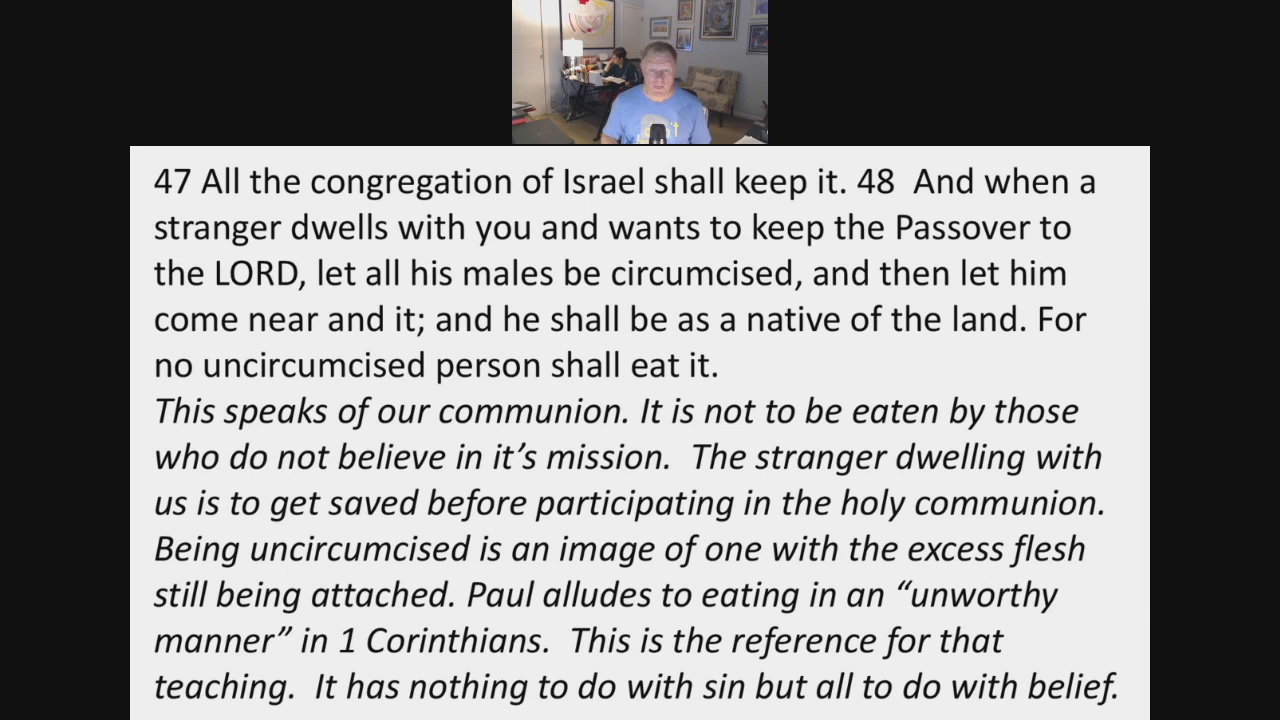 47 All the congregation of Israel shall keep it. 48  And when a
stranger dwells with you and wants to keep the Passover to
the LORD, let all his males be circumcised, and then let him
come near and it; and he shall be as a native of the land. For
no uncircumcised person shall eat it.
This speaks of our communion. It is not to be eaten by those
who do not believe in it’s mission.  The stranger dwelling with
us is to get saved before participating in the holy communion.
Being uncircumcised is an image of one with the excess flesh
still being attached. Paul alludes to eating in an “unworthy
manner” in 1 Corinthians.  This is the reference for that
teaching.  It has nothing to do with sin but all to do with belief.